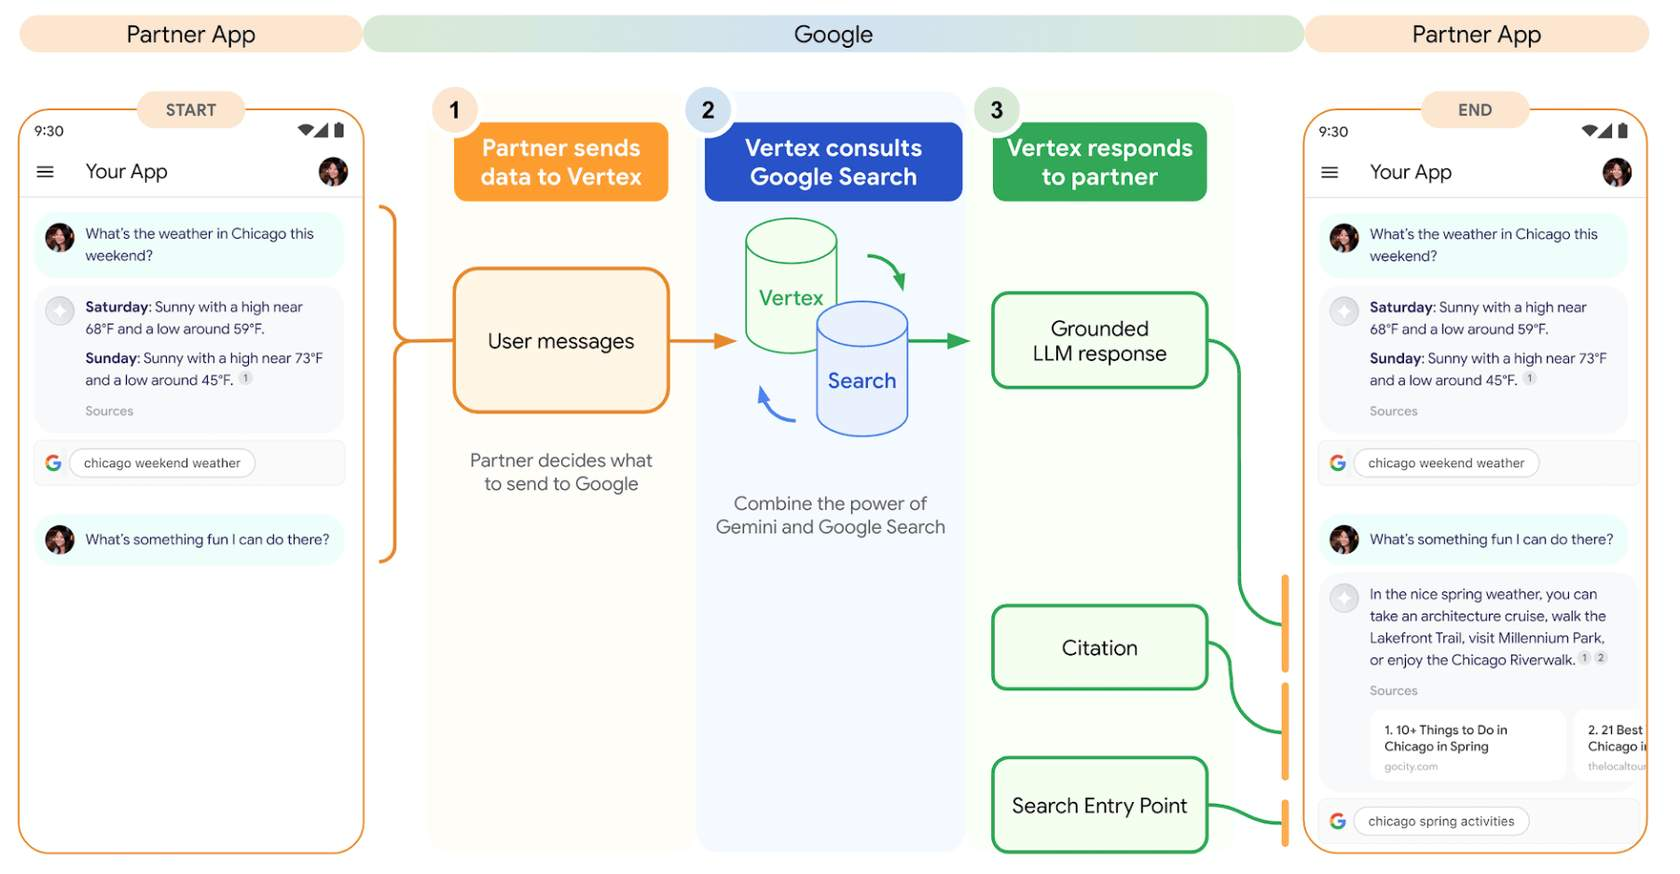 Partner App
Google
Partner App
START
9:30
Your App
What's the weather in Chicago this
weekend?
Saturday: Sunny with a high near
68°F and a low around 59°F.
Sunday: Sunny with a high near 73°F
and a low around 45°F. 1
Sources
G chicago weekend weather
What's something fun I can do there?
1
Partner sends
data to Vertex
User messages
Partner decides what
to send to Google
2
Vertex consults
Google Search
Vertex
Search
Combine the power of
Gemini and Google Search
3
Vertex responds
to partner
Grounded
LLM response
Citation
Search Entry Point
END
9:30
Your App
What's the weather in Chicago this
weekend?
Saturday: Sunny with a high near
68°F and a low around 59°F.
Sunday: Sunny with a high near 73°F
and a low around 45°F. 1
Sources
G chicago weekend weather
What's something fun I can do there?
In the nice spring weather, you can
take an architecture cruise, walk the
Lakefront Trail, visit Millennium Park,
or enjoy the Chicago Riverwalk. 1 2
Sources
1. 10+ Things to Do in
Chicago in Spring
gocity.com
2. 21 Best
Chicago
G chicago spring activities